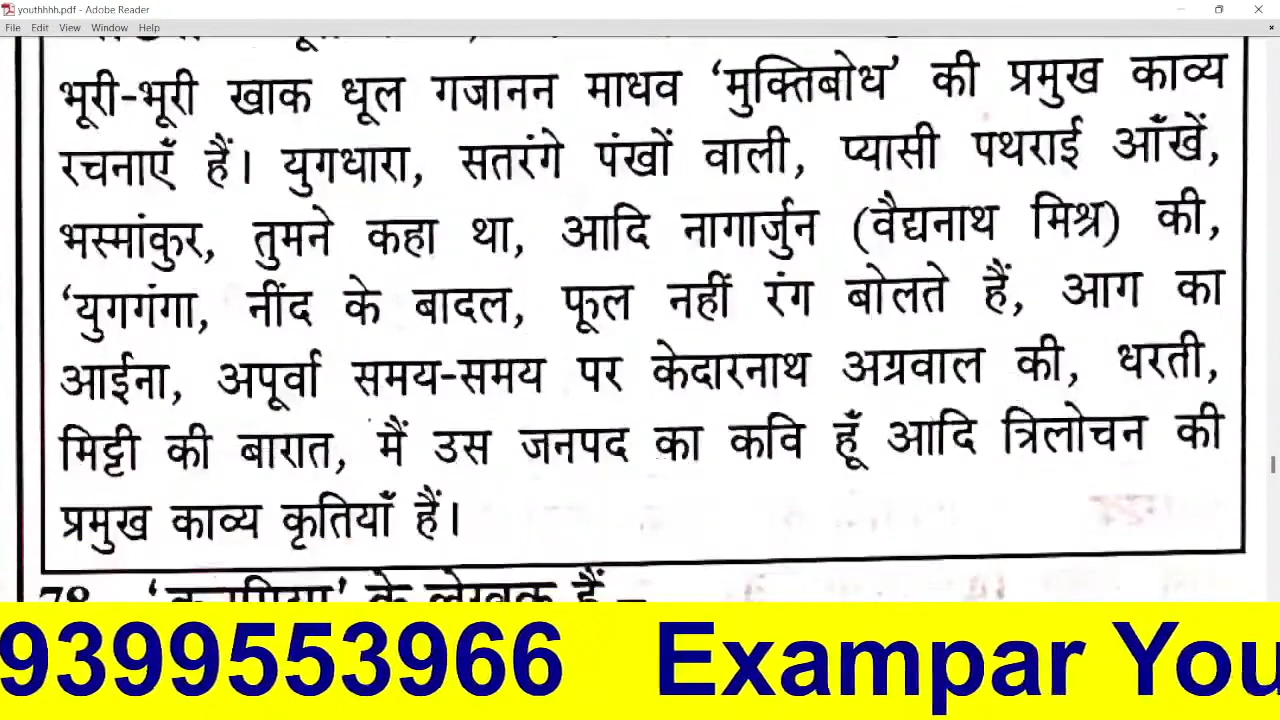 youthhhh.pdf - Adobe Reader
File Edit View Window Help
भूरी-भूरी खाक धूल गजानन माधव ‘मुक्तिबोध’ की प्रमुख काव्य
रचनाएँ हैं। युगधारा, सतरंगे पंखों वाली, प्यासी पथराई आँखें,
भस्मांकुर, तुमने कहा था, आदि नागार्जुन (वैद्यनाथ मिश्र) की,
‘युगगंगा, नींद के बादल, फूल नहीं रंग बोलते हैं, आग का
आईना, अपूर्वा समय-समय पर केदारनाथ अग्रवाल की, धरती,
मिट्टी की बारात, मैं उस जनपद का कवि हूँ आदि त्रिलोचन की
प्रमुख काव्य कृतियाँ हैं।
78. के लेखक हैं –
9399553966 Exampar You